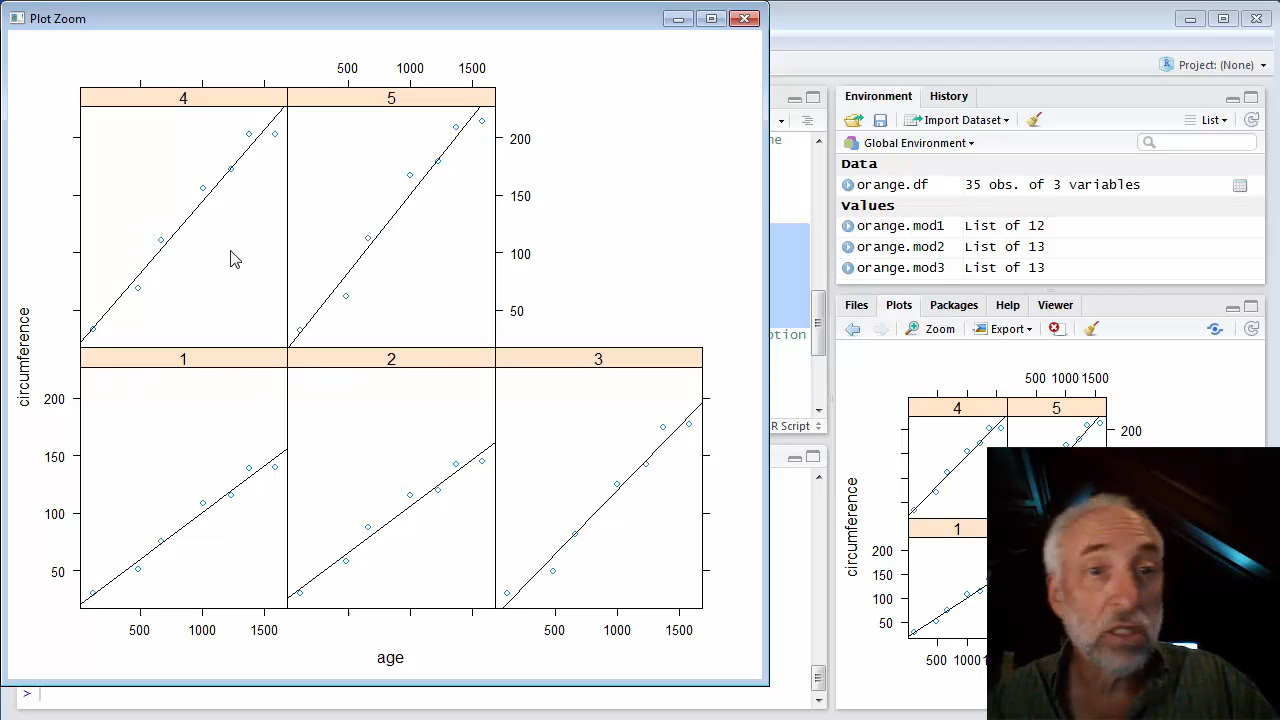 Plot Zoom
500 1000 1500
4 5
200
150
100
50
circumference
1 2 3
200
150
100
50
500 1000 1500
500 1000 1500
age
>
Project: (None)
Environment History
Import Dataset List
Global Environment
Data
orange.df 35 obs. of 3 variables
Values
orange.mod1 List of 12
orange.mod2 List of 13
orange.mod3 List of 13
ne
ption
R Script
Files Plots Packages Help Viewer
Zoom Export
500 1000 1500
4 5
200
circumference
1
200
150
100
50
500 1000